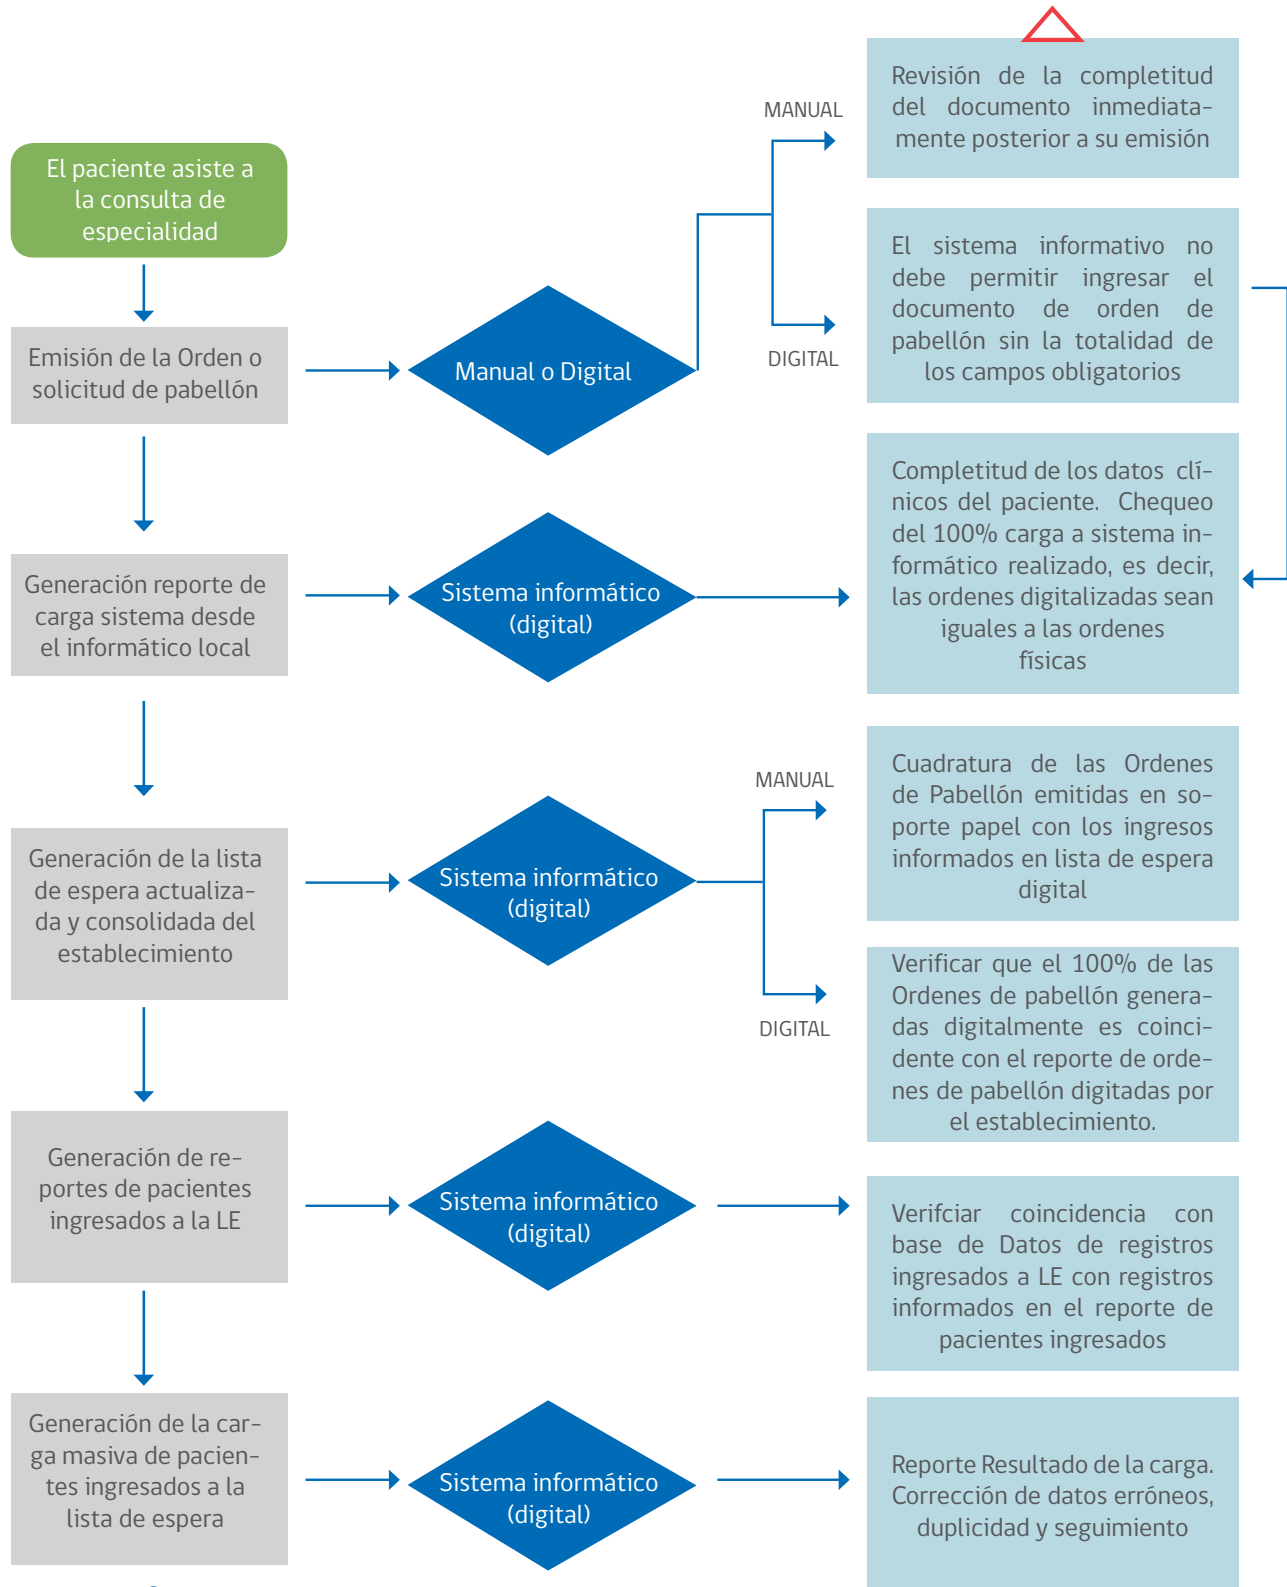 El paciente asiste a
la consulta de
especialidad
Emisión de la Orden o
solicitud de pabellón
Manual o Digital
MANUAL
Revisión de la completitud
del documento inmediata-
mente posterior a su emisión
DIGITAL
El sistema informativo no
debe permitir ingresar el
documento de orden de
pabellón sin la totalidad de
los campos obligatorios
Generación reporte de
carga sistema desde
el informático local
Sistema informático
(digital)
Completitud de los datos clí-
nicos del paciente. Chequeo
del 100% carga a sistema in-
formático realizado, es decir,
las ordenes digitalizadas sean
iguales a las ordenes
físicas
Generación de la lista
de espera actualiza-
da y consolidada del
establecimiento
Sistema informático
(digital)
MANUAL
Cuadratura de las Ordenes
de Pabellón emitidas en so-
porte papel con los ingresos
informados en lista de espera
digital
DIGITAL
Verificar que el 100% de las
Ordenes de pabellón genera-
das digitalmente es coinci-
dente con el reporte de orde-
nes de pabellón digitadas por
el establecimiento.
Generación de re-
portes de pacientes
ingresados a la LE
Sistema informático
(digital)
Verifciar coincidencia con
base de Datos de registros
ingresados a LE con registros
informados en el reporte de
pacientes ingresados
Generación de la car-
ga masiva de pacien-
tes ingresados a la
lista de espera
Sistema informático
(digital)
Reporte Resultado de la carga.
Corrección de datos erróneos,
duplicidad y seguimiento